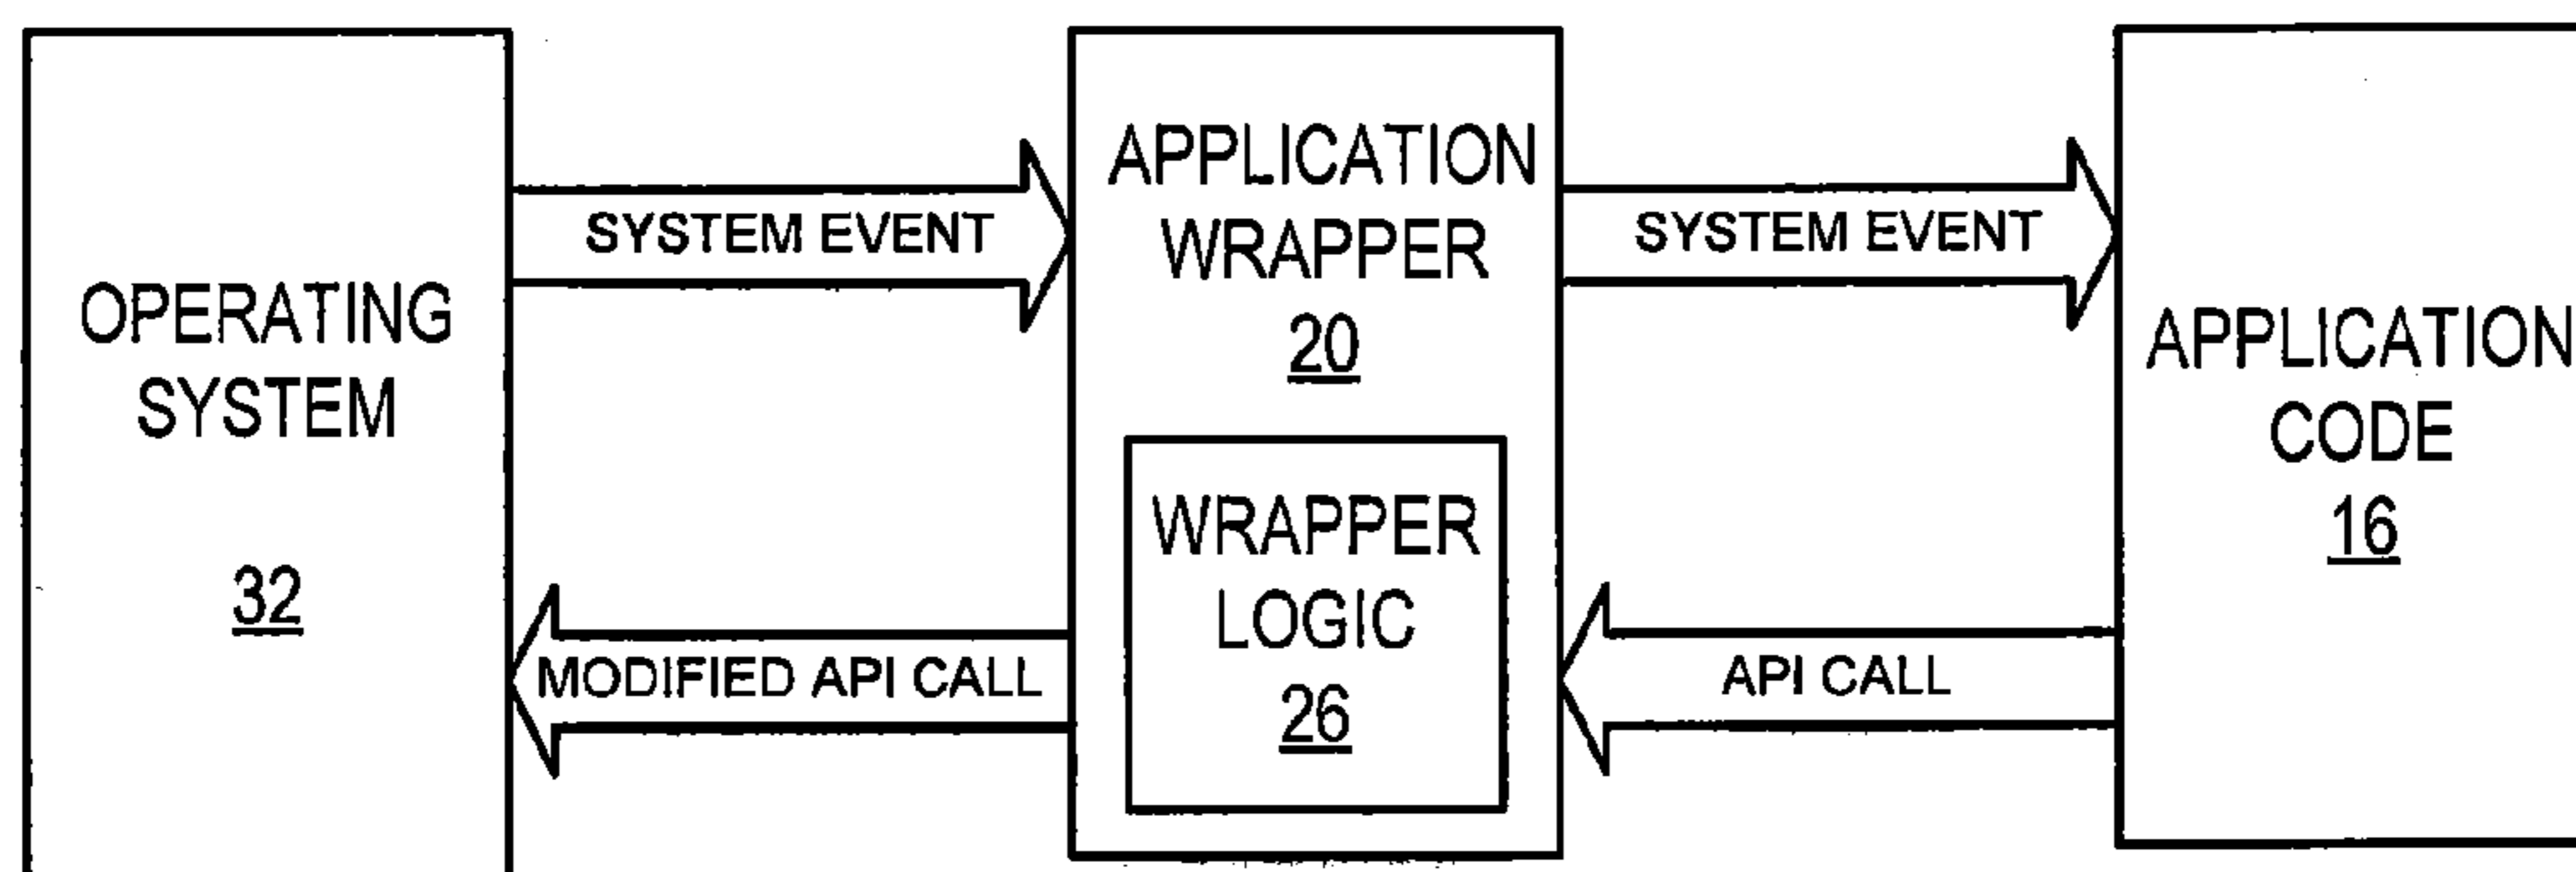 OPERATING
SYSTEM
32
SYSTEM EVENT
MODIFIED API CALL
APPLICATION
WRAPPER
20
WRAPPER
LOGIC
26
SYSTEM EVENT
API CALL
APPLICATION
CODE
16